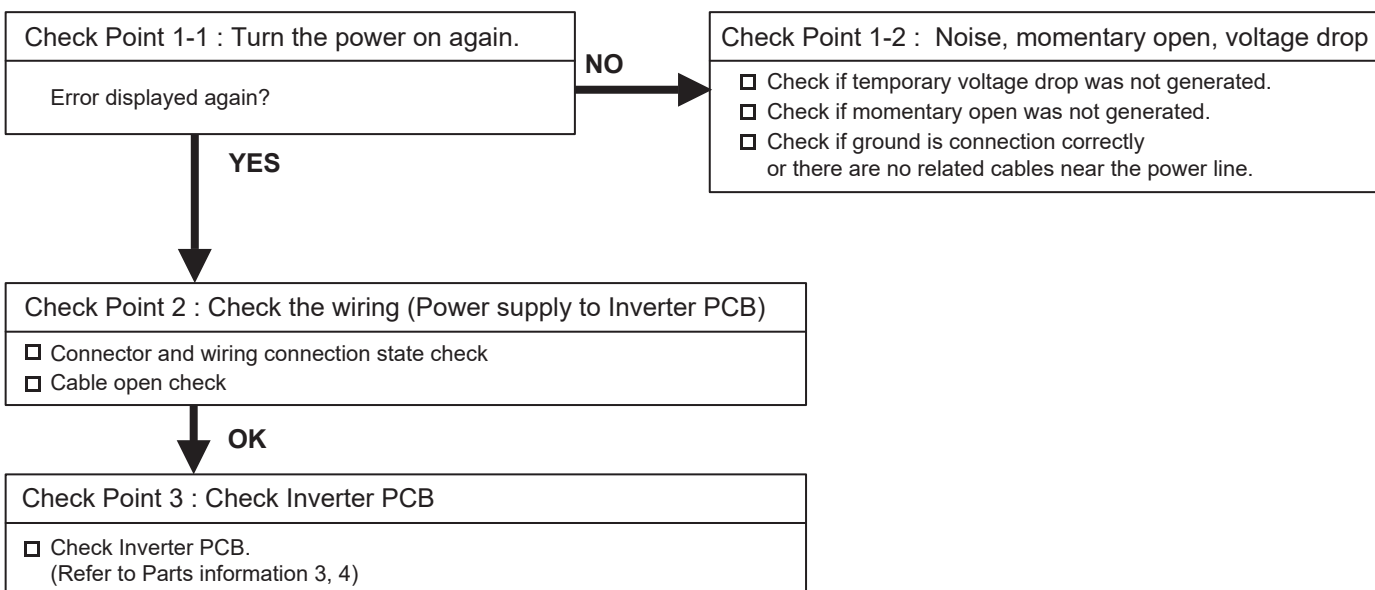 Check Point 1-1 : Turn the power on again.
Error displayed again?
NO
Check Point 1-2 :  Noise, momentary open, voltage drop
Check if temporary voltage drop was not generated.
Check if momentary open was not generated.
Check if ground is connection correctly
or there are no related cables near the power line.
YES
Check Point 2 : Check the wiring (Power supply to Inverter PCB)
Connector and wiring connection state check
Cable open check
OK
Check Point 3 : Check Inverter PCB
Check Inverter PCB.
(Refer to Parts information 3, 4)